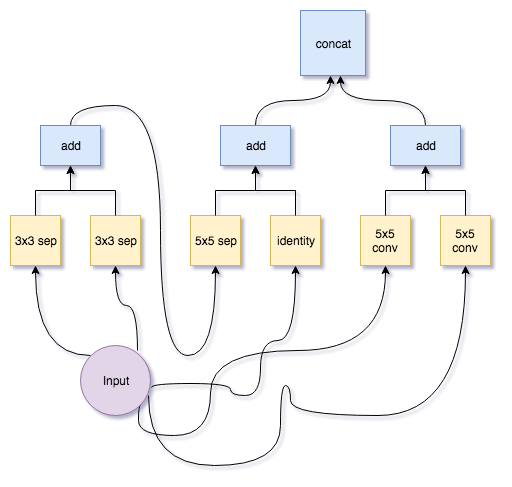 concat
add
add
add
3x3 sep
3x3 sep
5x5 sep
identity
5x5
conv
5x5
conv
Input